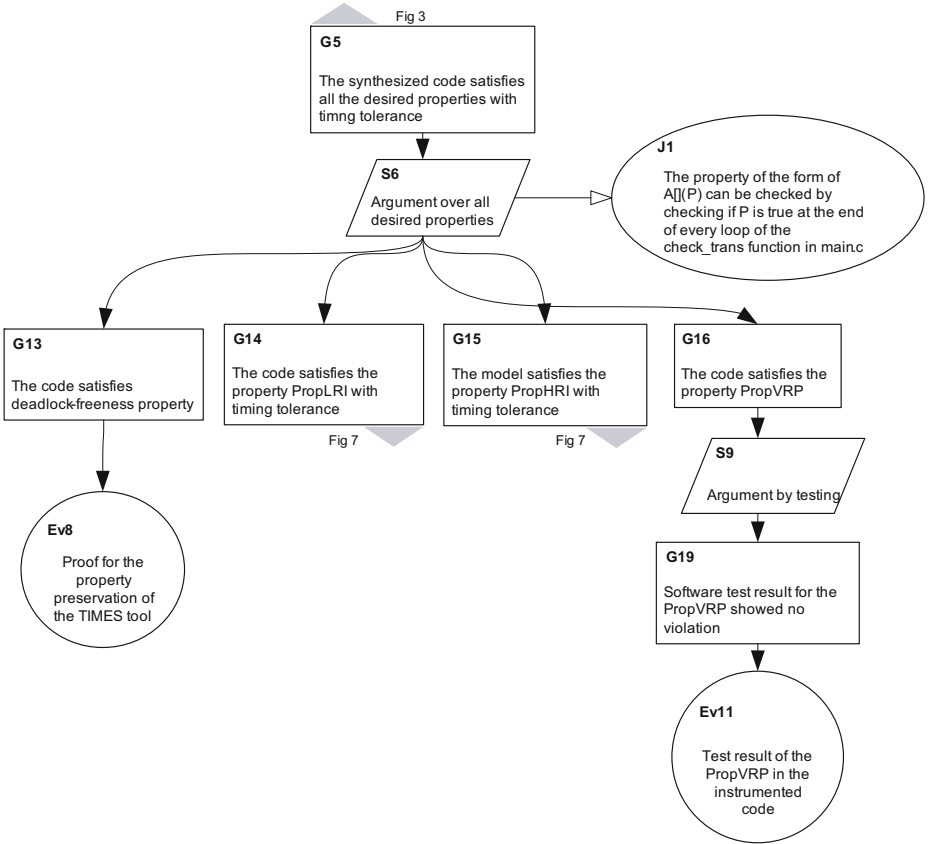 Fig 3
G5
The synthesized code satisfies
all the desired properties with
timng tolerance
S6
Argument over all
desired properties
J1
The property of the form of
A[](P) can be checked by
checking if P is true at the end
of every loop of the
check_trans function in main.c
G13
The code satisfies
deadlock-freeness property
G14
The code satisfies the
property PropLRI with
timing tolerance
Fig 7
G15
The model satisfies the
property PropHRI with
timing tolerance
Fig 7
G16
The code satisfies the
property PropVRP
S9
Argument by testing
Ev8
Proof for the
property
preservation of
the TIMES tool
G19
Software test result for the
PropVRP showed no
violation
Ev11
Test result of the
PropVRP in the
instrumented
code